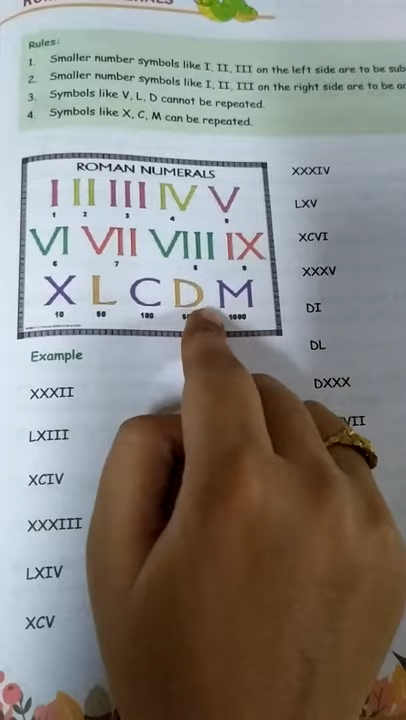 Rules:
1. Smaller number symbols like I, II, III on the left side are to be sub
2. Smaller number symbols like I, II, III on the right side are to be
3. Symbols like V, L, D cannot be repeated.
4. Symbols like X, C, M can be repeated.
ROMAN NUMERALS
I II III IV V
1 2 3 4 5
VI VII VIII IX
6 7 8 9
X L C D M
10 50 100 1000
Example
XXXII
LXIII
XCIV
XXXIII
LXIV
XCV
XXXIV
LXV
XCVI
XXXV
DI
DL
DXXX
VII